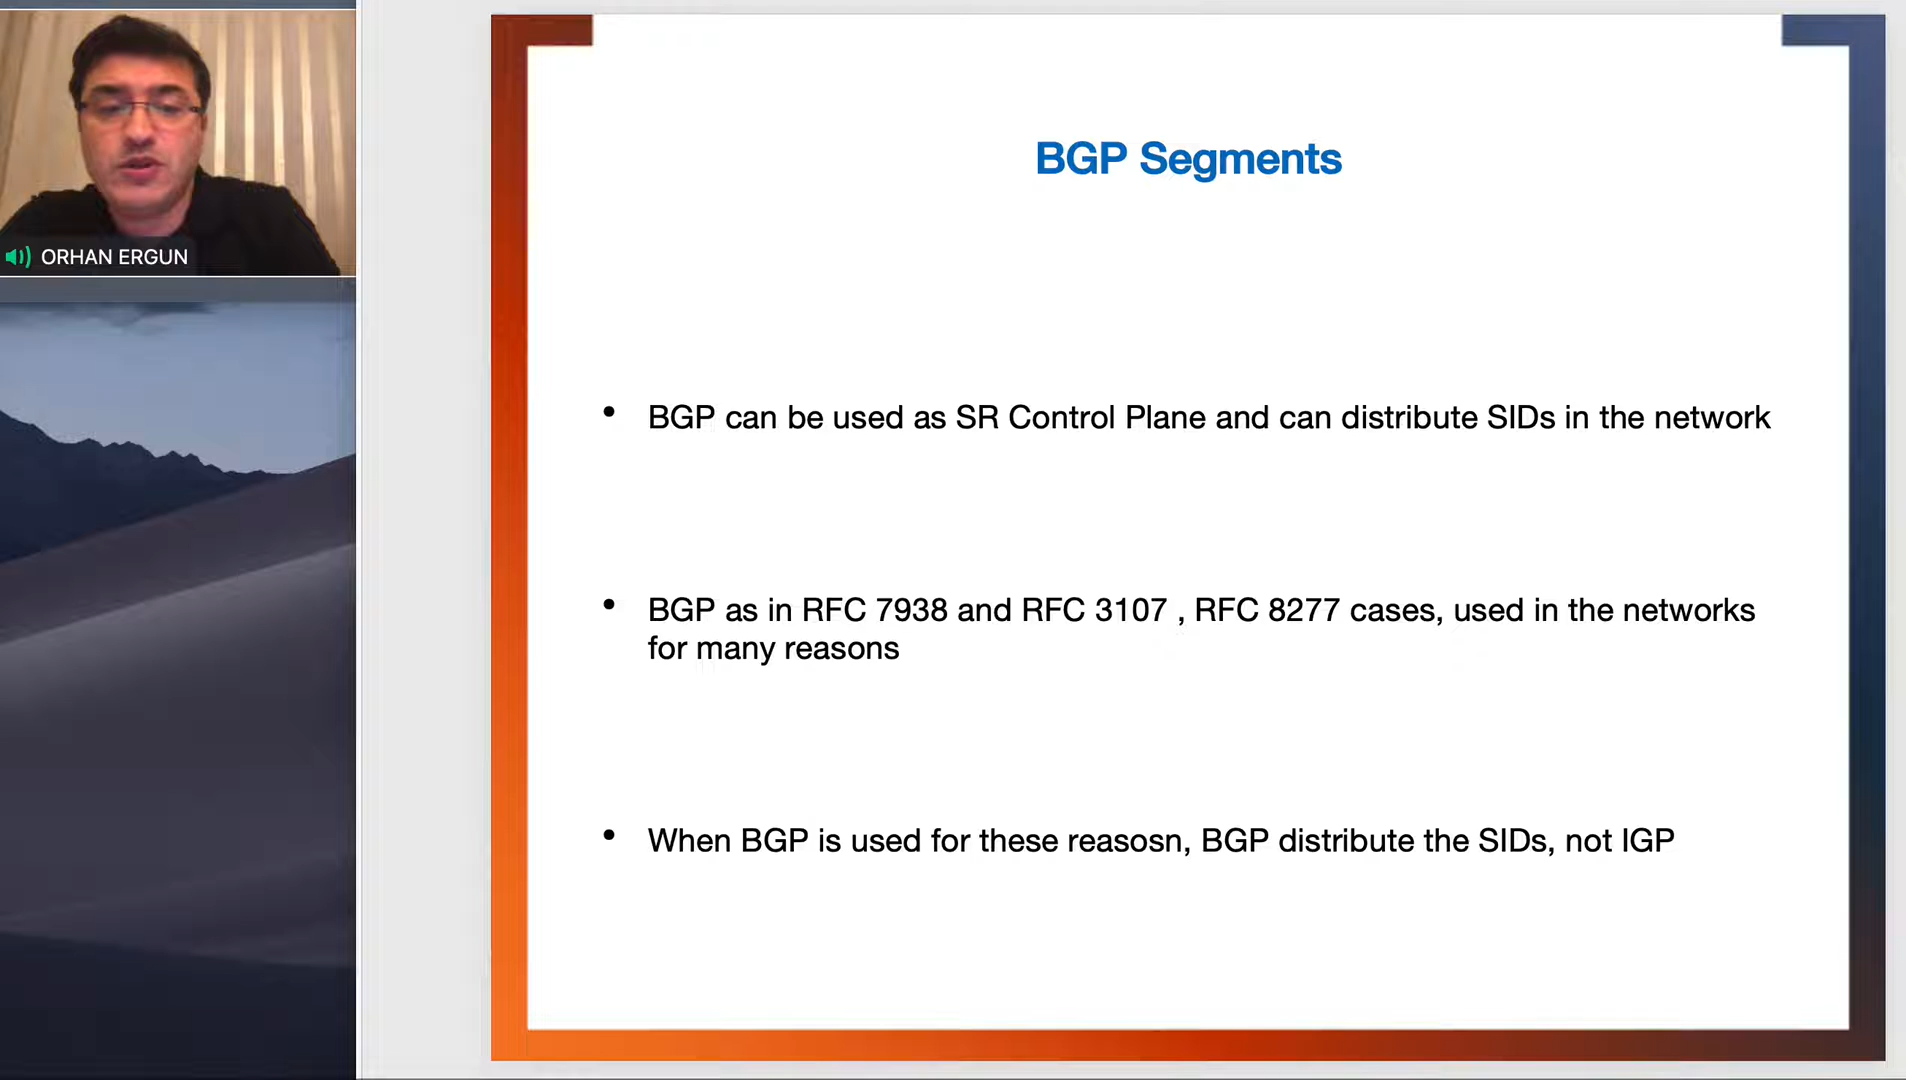 ORHAN ERGUN
BGP Segments
• BGP can be used as SR Control Plane and can distribute SIDs in the network
• BGP as in RFC 7938 and RFC 3107 , RFC 8277 cases, used in the networks
for many reasons
• When BGP is used for these reasosn, BGP distribute the SIDs, not IGP